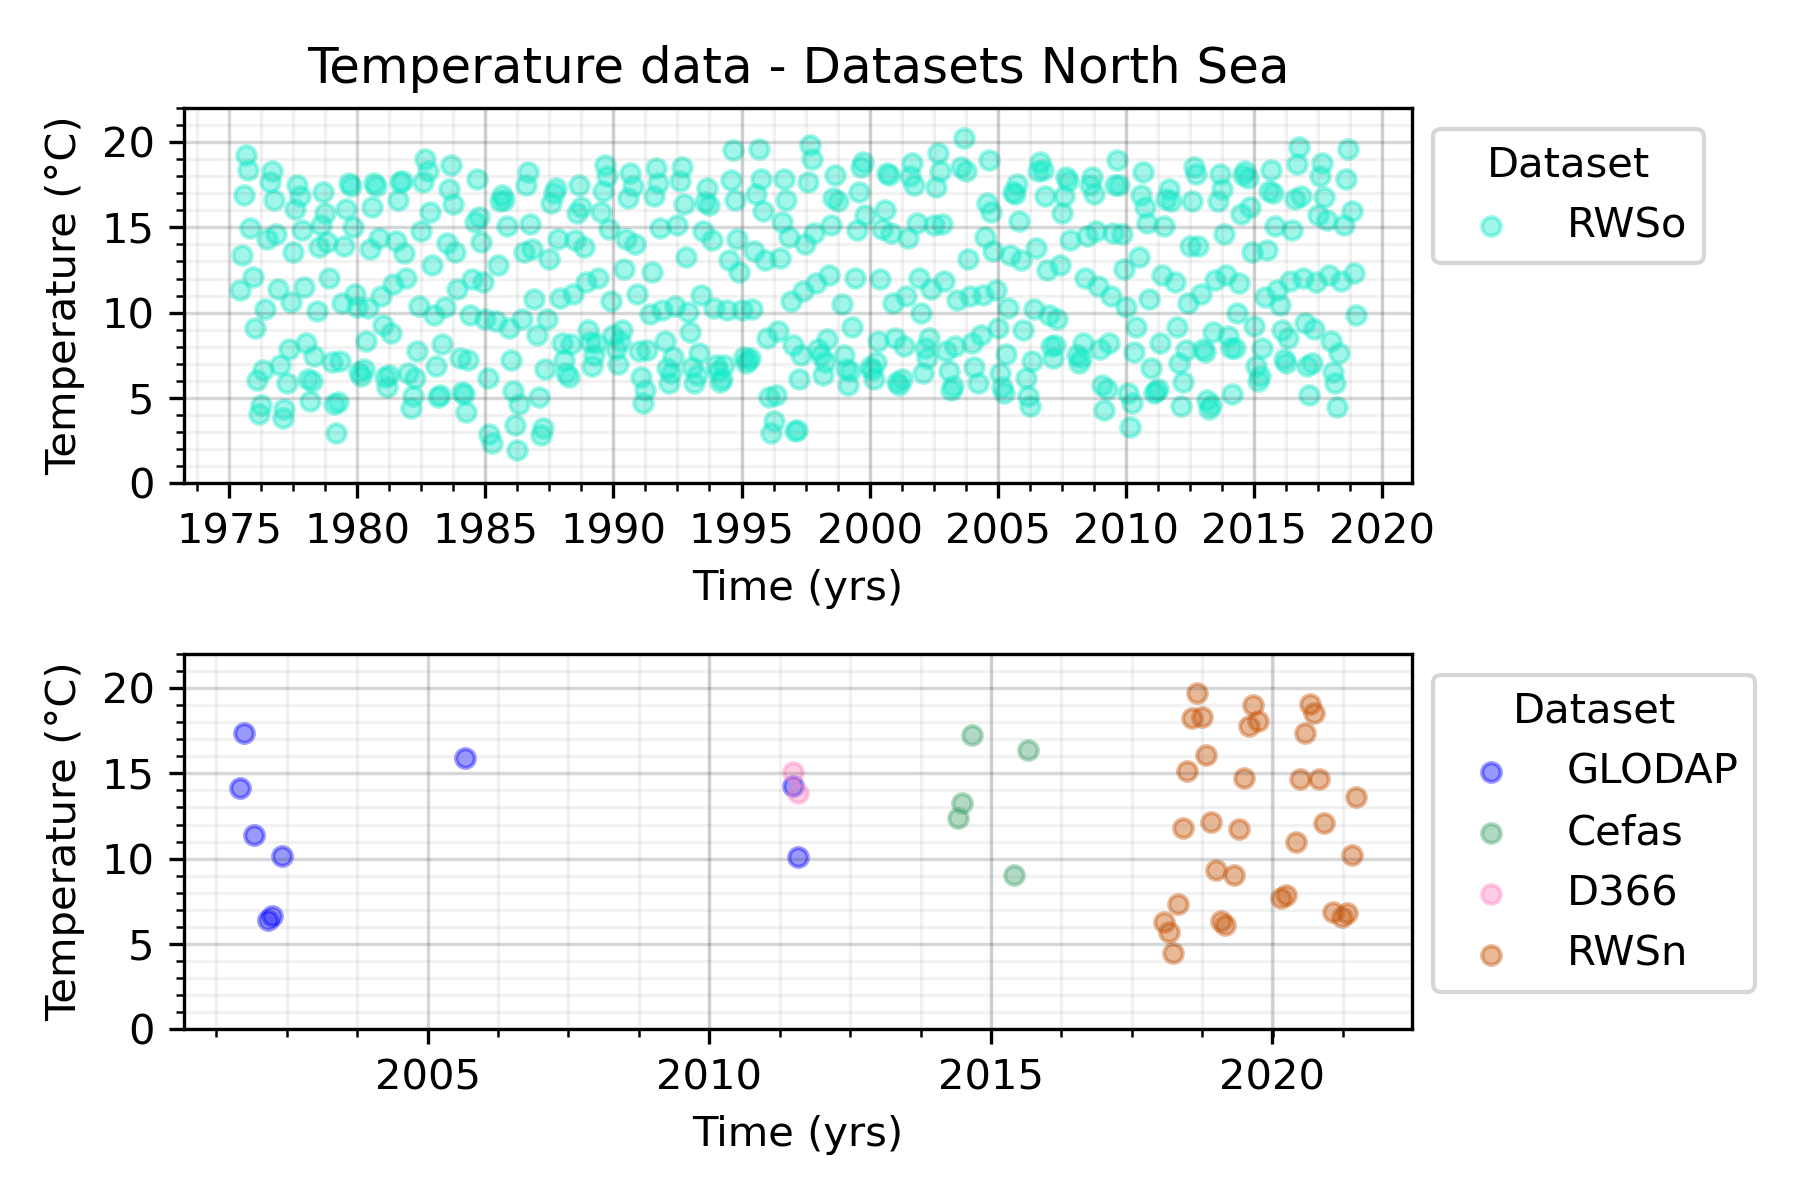 Temperature data - Datasets North Sea
Temperature (°C)
20
15
10
5
0
1975 1980 1985 1990 1995 2000 2005 2010 2015 2020
Time (yrs)
Dataset
RWSo
Temperature (°C)
20
15
10
5
0
2005 2010 2015 2020
Time (yrs)
Dataset
GLODAP
Cefas
D366
RWSn